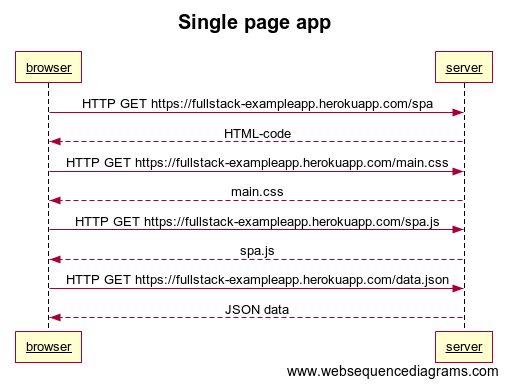 Single page app
browser
server
HTTP GET https://fullstack-exampleapp.herokuapp.com/spa
HTML-code
HTTP GET https://fullstack-exampleapp.herokuapp.com/main.css
main.css
HTTP GET https://fullstack-exampleapp.herokuapp.com/spa.js
spa.js
HTTP GET https://fullstack-exampleapp.herokuapp.com/data.json
JSON data
browser
server
www.websequencediagrams.com